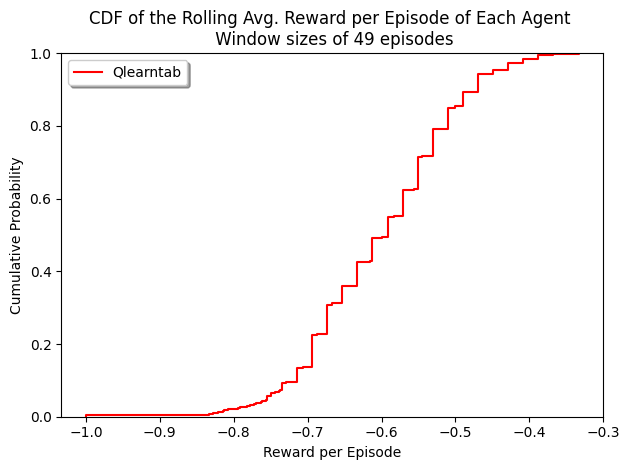 CDF of the Rolling Avg. Reward per Episode of Each Agent
Window sizes of 49 episodes
Qlearntab
Cumulative Probability
1.0
0.8
0.6
0.4
0.2
0.0
−1.0 −0.9 −0.8 −0.7 −0.6 −0.5 −0.4 −0.3
Reward per Episode